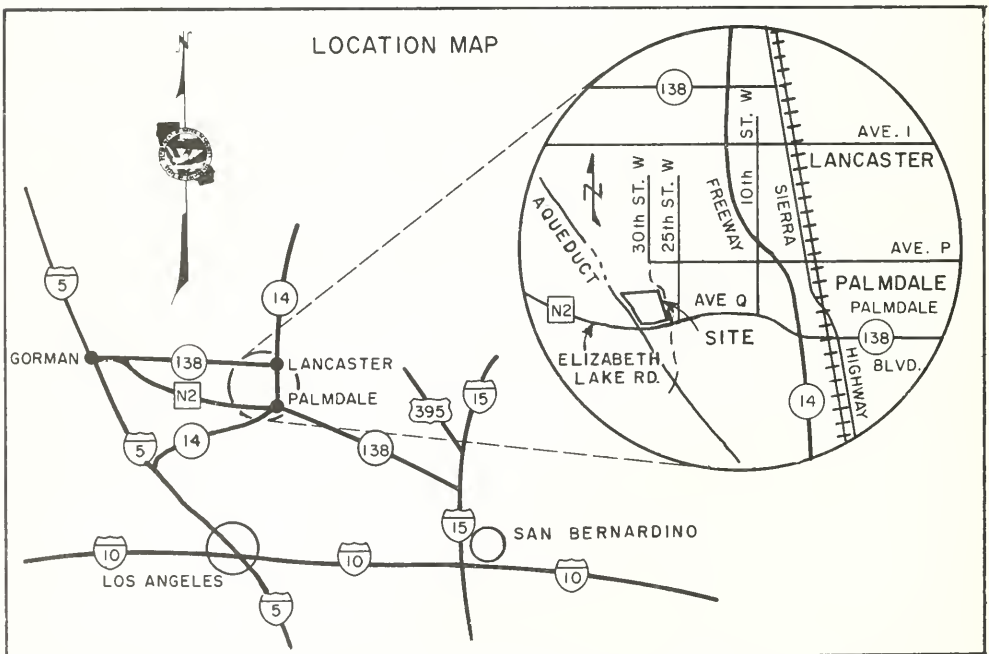 LOCATION MAP
N
5
14
GORMAN
138
LANCASTER
N2
PALMDALE
5
14
138
395
15
15
SAN BERNARDINO
10
10
10
LOS ANGELES
5
138
10th ST. W
AVE. I
LANCASTER
N
30th ST. W
25th ST. W
FREEWAY
SIERRA
HIGHWAY
AQUEDUCT
AVE. P
PALMDALE
PALMDALE
BLVD.
N2
AVE Q
SITE
138
ELIZABETH
LAKE RD.
14